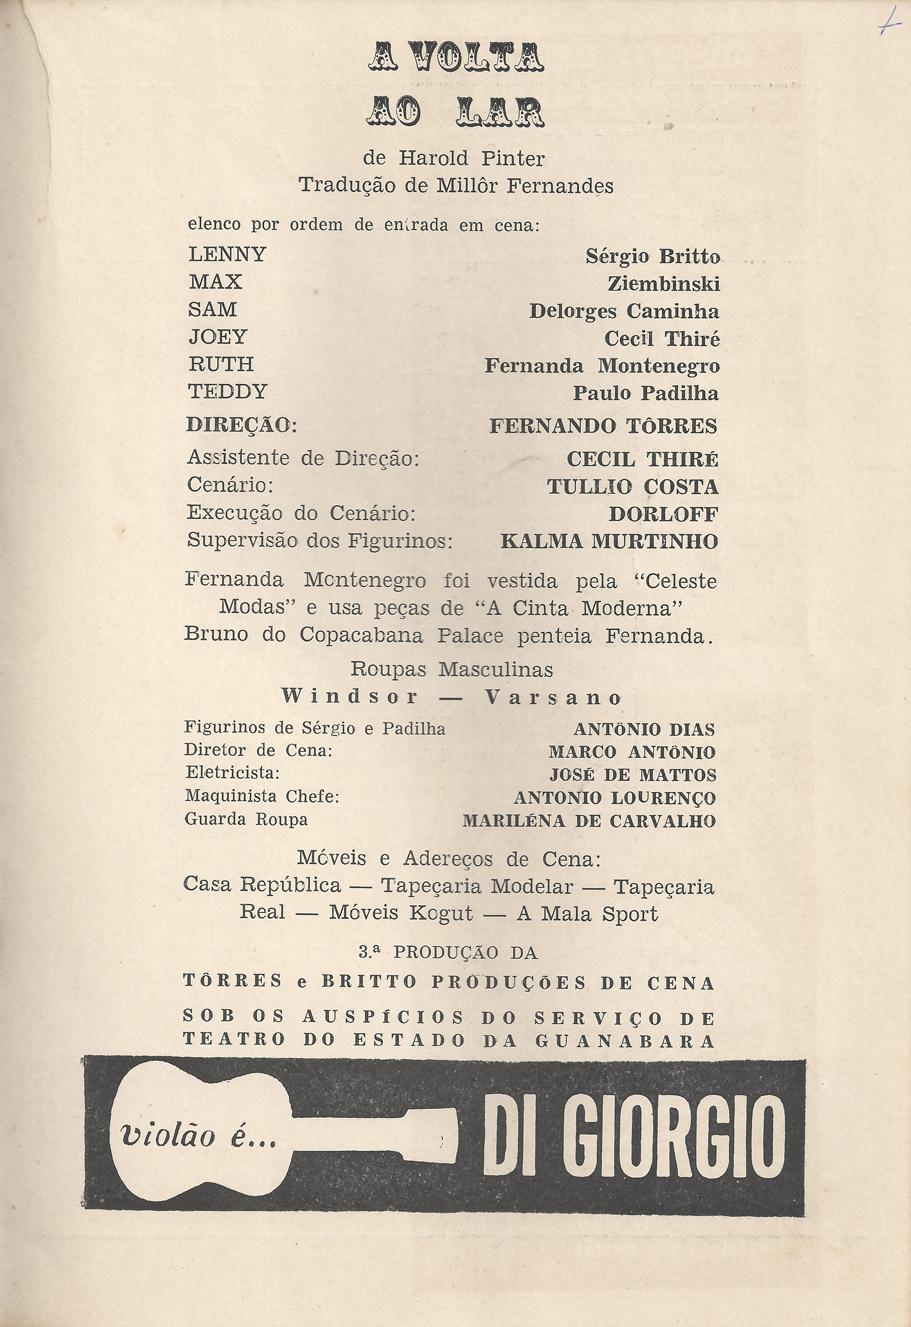 A VOLTA
AO LAR
de Harold Pinter
Tradução de Millôr Fernandes
elenco por ordem de entrada em cena:
LENNY Sérgio Britto
MAX Ziembinski
SAM Delorges Caminha
JOEY Cecil Thiré
RUTH Fernanda Montenegro
TEDDY Paulo Padilha
DIREÇÃO: FERNANDO TÔRRES
Assistente de Direção: CECIL THIRÉ
Cenário: TULLIO COSTA
Execução do Cenário: DORLOFF
Supervisão dos Figurinos: KALMA MURTINHO
Fernanda Montenegro foi vestida pela “Celeste
Modas” e usa peças de “A Cinta Moderna”
Bruno do Copacabana Palace penteia Fernanda.
Roupas Masculinas
Windsor — Varsano
Figurinos de Sérgio e Padilha ANTÔNIO DIAS
Diretor de Cena: MARCO ANTÔNIO
Eletricista: JOSÉ DE MATTOS
Maquinista Chefe: ANTONIO LOURENÇO
Guarda Roupa MARILÉNA DE CARVALHO
Móveis e Adereços de Cena:
Casa República — Tapeçaria Modelar — Tapeçaria
Real — Móveis Kogut — A Mala Sport
3.ª PRODUÇÃO DA
TÔRRES e BRITTO PRODUÇÕES DE CENA
SOB OS AUSPÍCIOS DO SERVIÇO DE
TEATRO DO ESTADO DA GUANABARA
violão é... DI GIORGIO